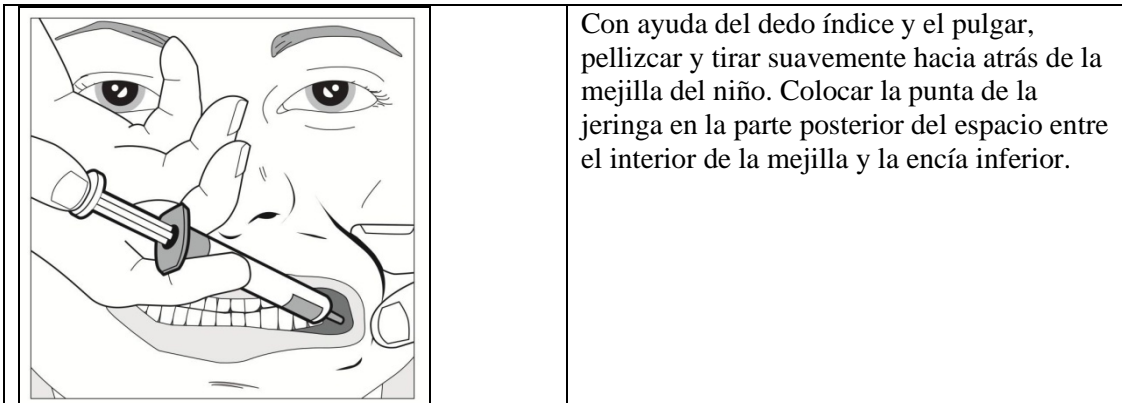 Con ayuda del dedo índice y el pulgar,
pellizcar y tirar suavemente hacia atrás de la
mejilla del niño. Colocar la punta de la
jeringa en la parte posterior del espacio entre
el interior de la mejilla y la encía inferior.